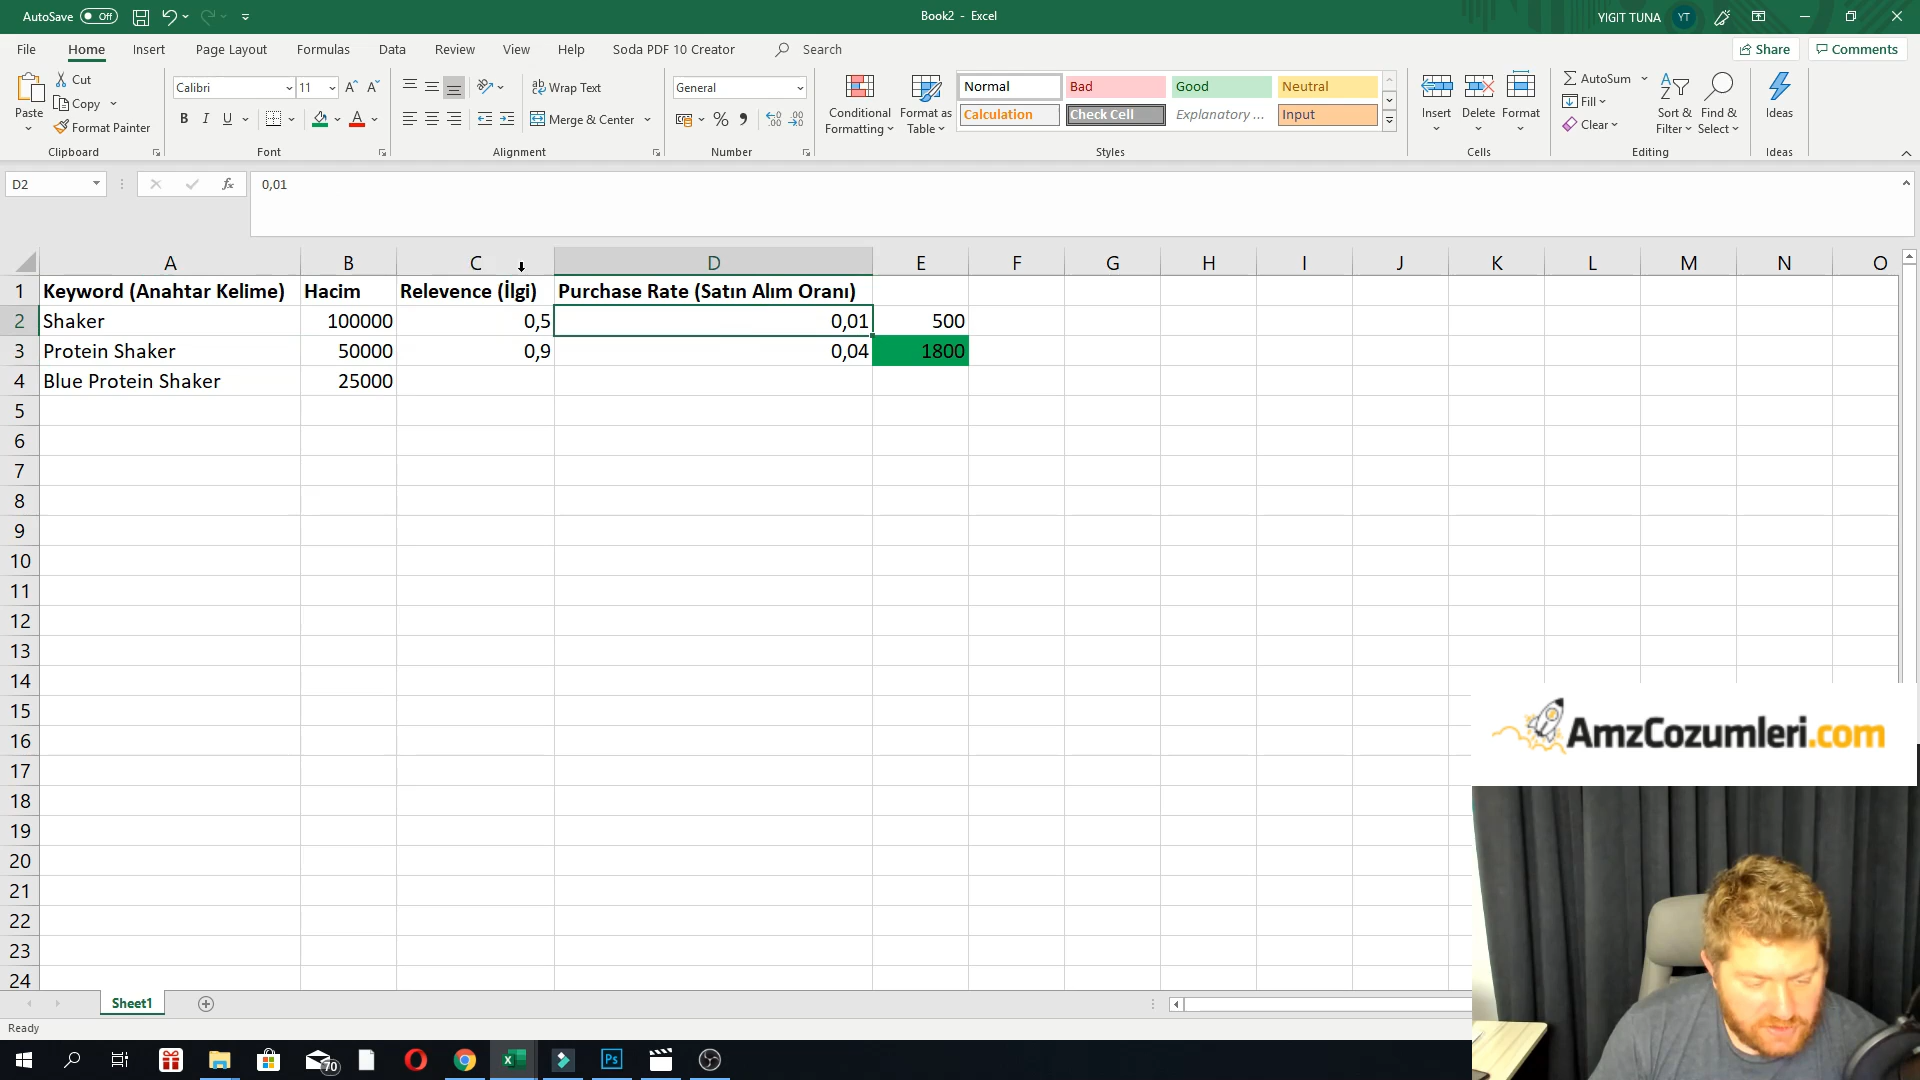 AutoSave Off
Book2 - Excel
YIGIT TUNA YT
File Home Insert Page Layout Formulas Data Review View Help Soda PDF 10 Creator Search Share Comments
Cut
Copy
Format Painter
Paste
Clipboard
Calibri 11
B I U A
Font
Wrap Text
Merge & Center
Alignment
General
Number
Conditional
Formatting
Format as
Table
Normal Bad Good Neutral
Calculation Check Cell Explanatory ... Input
Styles
Insert Delete Format
Cells
AutoSum
Fill
Clear
Sort &
Filter
Find &
Select
Editing
Ideas
Ideas
D2 fx 0,01
A B C D E F G H I J K L M N O
1 Keyword (Anahtar Kelime) Hacim Relevence (İlgi) Purchase Rate (Satın Alım Oranı)
2 Shaker 100000 0,5 0,01 500
3 Protein Shaker 50000 0,9 0,04 1800
4 Blue Protein Shaker 25000
5
6
7
8
9
10
11
12
13
14
15
16
17
18
19
20
21
22
23
24
AmzCozumleri.com
Sheet1
Ready
70
Ps